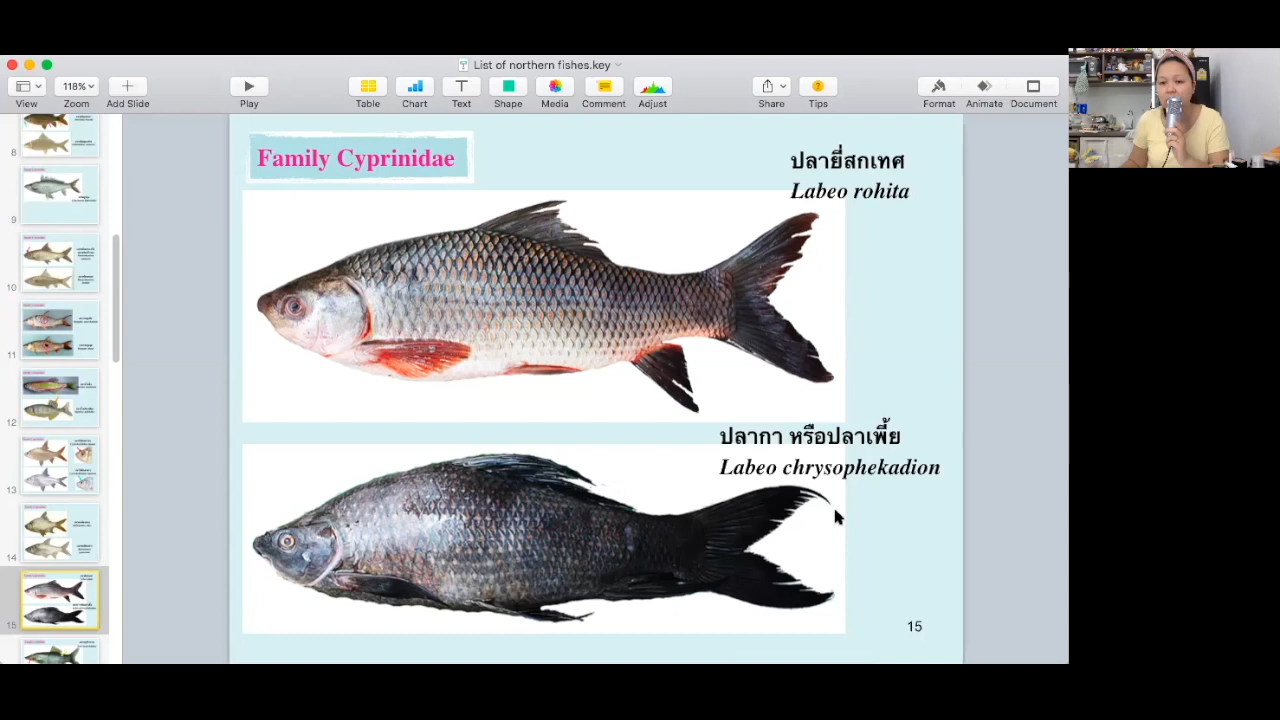 List of northern fishes.key
118%
View
Zoom
Add Slide
Play
Table
Chart
Text
Shape
Media
Comment
Adjust
Share
Tips
Format
Animate
Document
8
9
10
11
12
13
14
15
Family Cyprinidae
ปลายี่สกเทศ
Labeo rohita
ปลากา หรือปลาเพี้ย
Labeo chrysophekadion
15